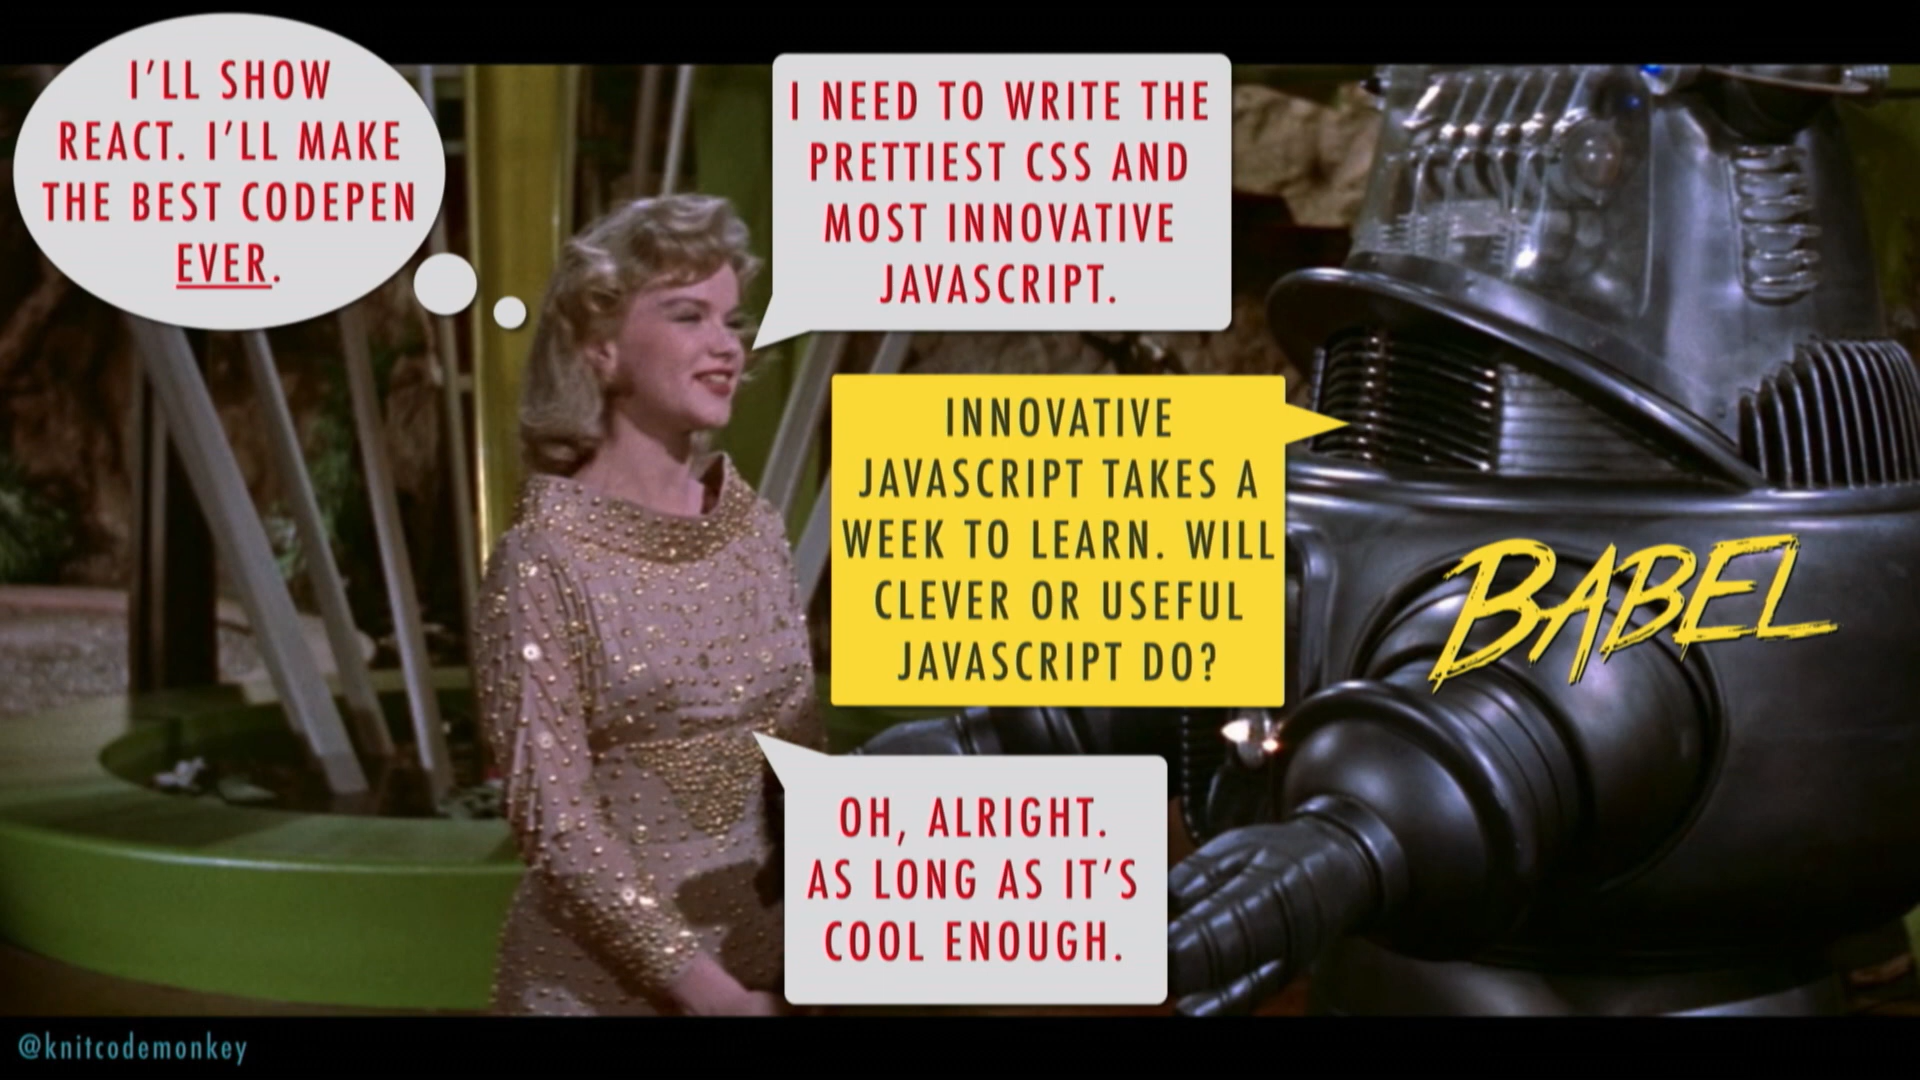 I'LL SHOW
REACT. I'LL MAKE
THE BEST CODEPEN
EVER.
I NEED TO WRITE THE
PRETTIEST CSS AND
MOST INNOVATIVE
JAVASCRIPT.
INNOVATIVE
JAVASCRIPT TAKES A
WEEK TO LEARN. WILL
CLEVER OR USEFUL
JAVASCRIPT DO?
BABEL
OH, ALRIGHT.
AS LONG AS IT'S
COOL ENOUGH.
@knitcodemonkey